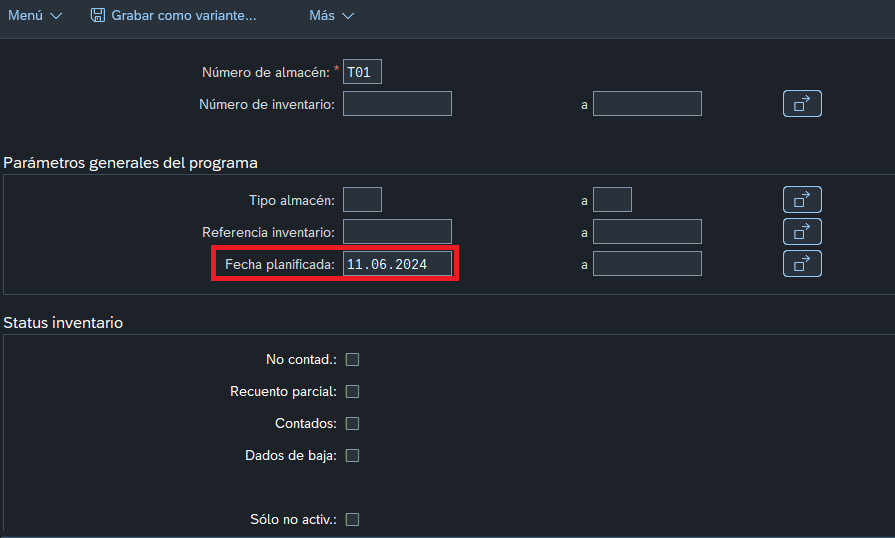 Menú Grabar como variante... Más
Número de almacén: * T01
Número de inventario: a
Parámetros generales del programa
Tipo almacén: a
Referencia inventario: a
Fecha planificada: 11.06.2024 a
Status inventario
No contad.:
Recuento parcial:
Contados:
Dados de baja:
Sólo no activ.: